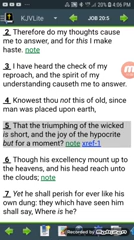 4:06 PM
KJVLite
JOB 20:5
2. Therefore do my thoughts cause
me to answer, and for this I make
haste. note
3. I have heard the check of my
reproach, and the spirit of my
understanding causeth me to answer.
4. Knowest thou not this of old, since
man was placed upon earth,
5. That the triumphing of the wicked
is short, and the joy of the hypocrite
but for a moment? note xref-1
6. Though his excellency mount up to
the heavens, and his head reach unto
the clouds; note
7. Yet he shall perish for ever like his
own dung: they which have seen him
shall say, Where is he?